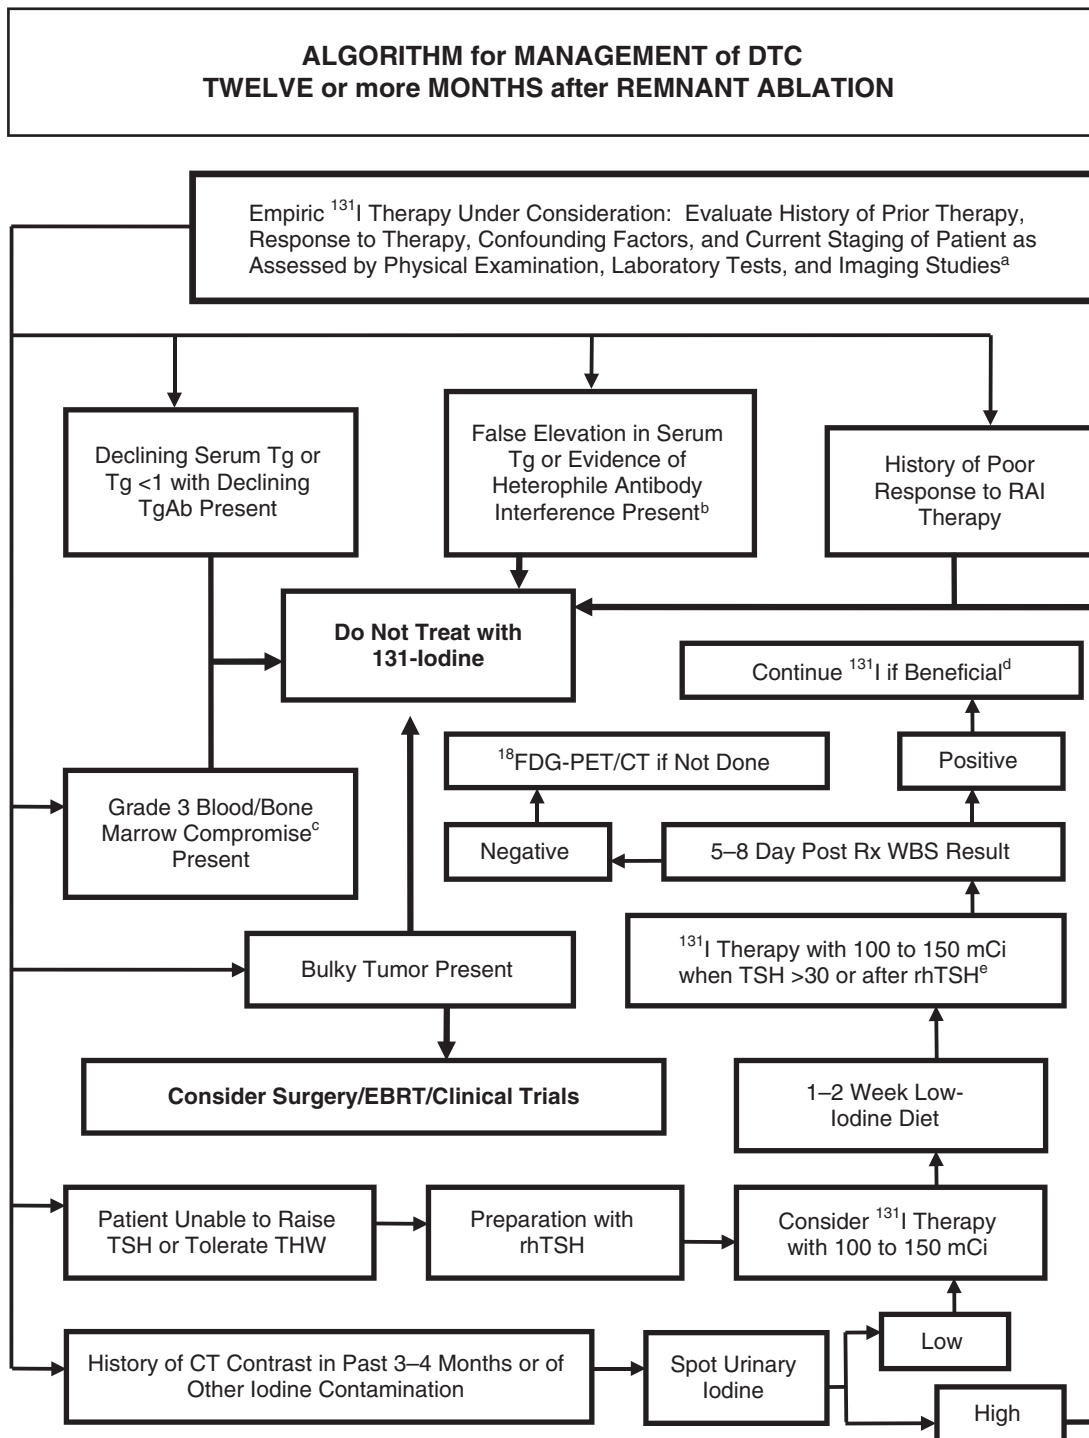 ALGORITHM for MANAGEMENT of DTC
TWELVE or more MONTHS after REMNANT ABLATION
Empiric ¹³¹I Therapy Under Consideration: Evaluate History of Prior Therapy,
Response to Therapy, Confounding Factors, and Current Staging of Patient as
Assessed by Physical Examination, Laboratory Tests, and Imaging Studiesᵃ
Declining Serum Tg or
Tg <1 with Declining
TgAb Present
False Elevation in Serum
Tg or Evidence of
Heterophile Antibody
Interference Presentᵇ
History of Poor
Response to RAI
Therapy
Do Not Treat with
131-Iodine
Continue ¹³¹I if Beneficialᵈ
¹⁸FDG-PET/CT if Not Done
Positive
Grade 3 Blood/Bone
Marrow Compromiseᶜ
Present
Negative
5–8 Day Post Rx WBS Result
¹³¹I Therapy with 100 to 150 mCi
when TSH >30 or after rhTSHᵉ
Bulky Tumor Present
Consider Surgery/EBRT/Clinical Trials
1–2 Week Low-
Iodine Diet
Patient Unable to Raise
TSH or Tolerate THW
Preparation with
rhTSH
Consider ¹³¹I Therapy
with 100 to 150 mCi
History of CT Contrast in Past 3–4 Months or of
Other Iodine Contamination
Spot Urinary
Iodine
Low
High